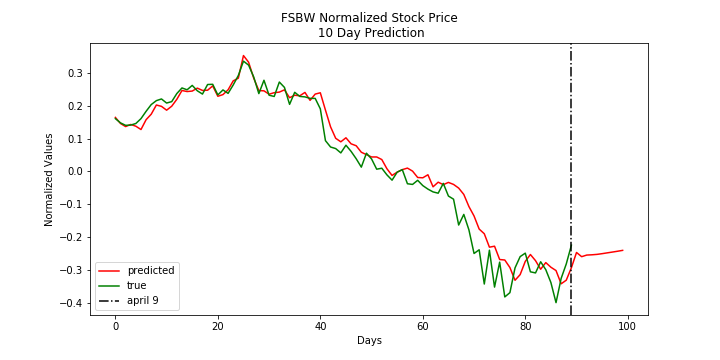 FSBW Normalized Stock Price
10 Day Prediction
Normalized Values
0.3
0.2
0.1
0.0
−0.1
−0.2
−0.3
−0.4
predicted
true
april 9
0 20 40 60 80 100
Days